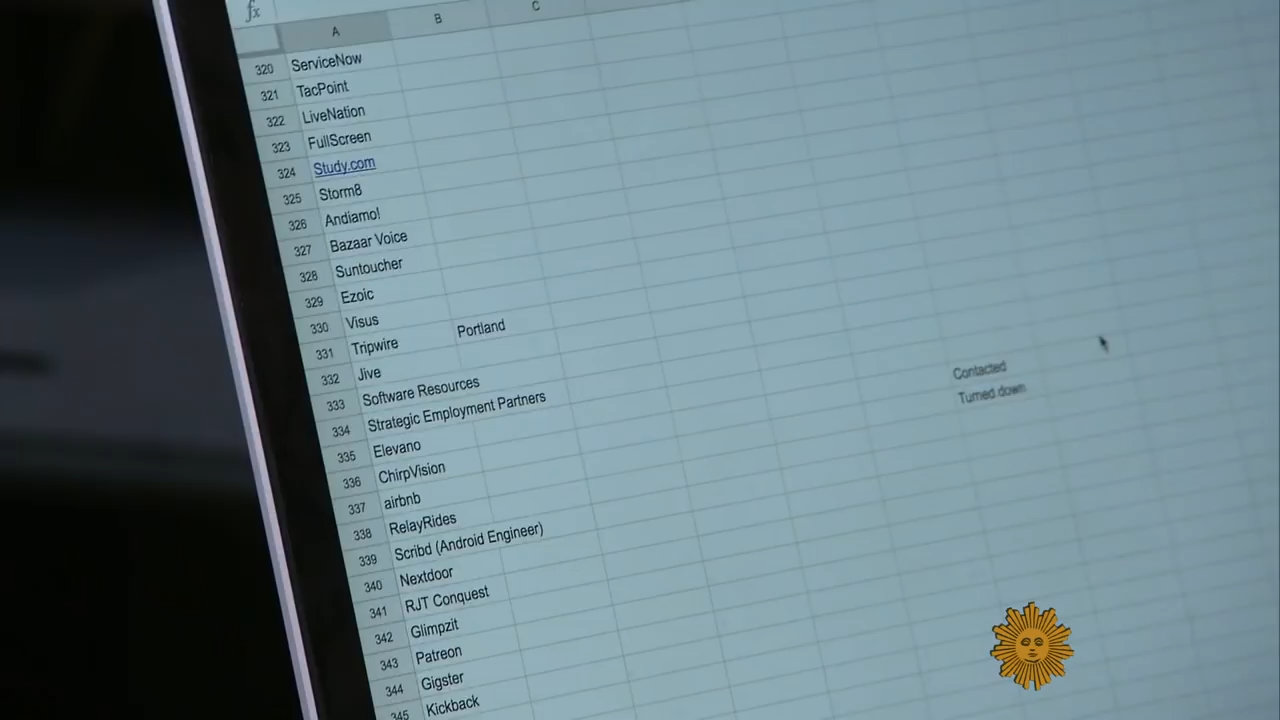 fx
A B C
320 ServiceNow
321 TacPoint
322 LiveNation
323 FullScreen
324 Study.com
325 Storm8
326 Andiamo!
327 Bazaar Voice
328 Suntoucher
329 Ezoic
330 Visus
331 Tripwire Portland
332 Jive
333 Software Resources Contacted
334 Strategic Employment Partners Turned down
335 Elevano
336 ChirpVision
337 airbnb
338 RelayRides
339 Scribd (Android Engineer)
340 Nextdoor
341 RJT Conquest
342 Glimpzit
343 Patreon
344 Gigster
345 Kickback